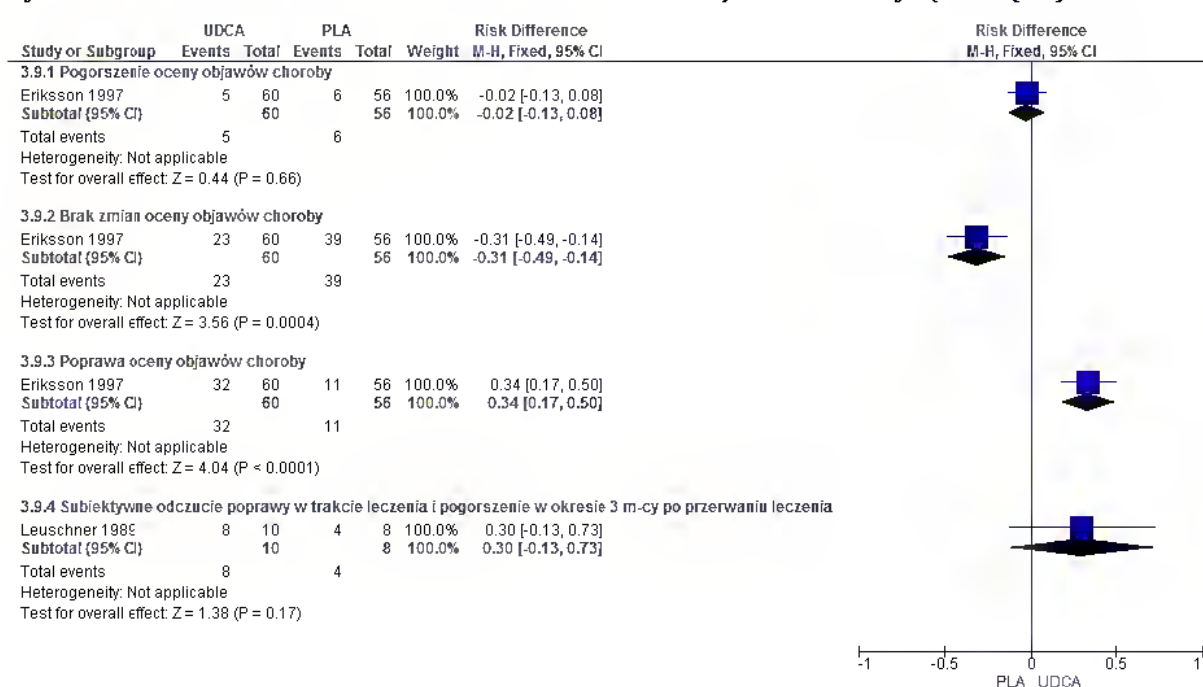 UDCA PLA Risk Difference Risk Difference
Study or Subgroup Events Total Events Total Weight M-H, Fixed, 95% CI M-H, Fixed, 95% CI
3.9.1 Pogorszenie oceny objawów choroby
Eriksson 1997 5 60 6 56 100.0% -0.02 [-0.13, 0.08]
Subtotal (95% CI) 60 56 100.0% -0.02 [-0.13, 0.08]
Total events 5 6
Heterogeneity: Not applicable
Test for overall effect: Z = 0.44 (P = 0.66)
3.9.2 Brak zmian oceny objawów choroby
Eriksson 1997 23 60 39 56 100.0% -0.31 [-0.49, -0.14]
Subtotal (95% CI) 60 56 100.0% -0.31 [-0.49, -0.14]
Total events 23 39
Heterogeneity: Not applicable
Test for overall effect: Z = 3.56 (P = 0.0004)
3.9.3 Poprawa oceny objawów choroby
Eriksson 1997 32 60 11 56 100.0% 0.34 [0.17, 0.50]
Subtotal (95% CI) 60 56 100.0% 0.34 [0.17, 0.50]
Total events 32 11
Heterogeneity: Not applicable
Test for overall effect: Z = 4.04 (P < 0.0001)
3.9.4 Subiektywne odczucie poprawy w trakcie leczenia i pogorszenie w okresie 3 m-cy po przerwaniu leczenia
Leuschner 1989 8 10 4 8 100.0% 0.30 [-0.13, 0.73]
Subtotal (95% CI) 10 8 100.0% 0.30 [-0.13, 0.73]
Total events 8 4
Heterogeneity: Not applicable
Test for overall effect: Z = 1.38 (P = 0.17)
-1 -0.5 0 0.5 1
PLA UDCA